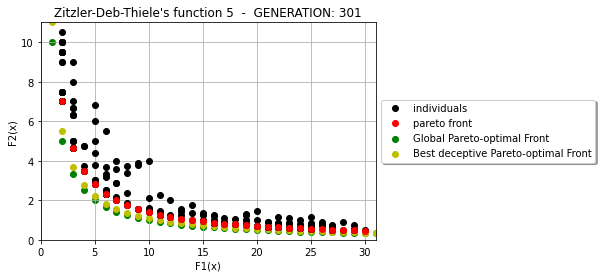 Zitzler-Deb-Thiele's function 5 - GENERATION: 301
F2(x)
10
8
6
4
2
0
0 5 10 15 20 25 30
F1(x)
individuals
pareto front
Global Pareto-optimal Front
Best deceptive Pareto-optimal Front